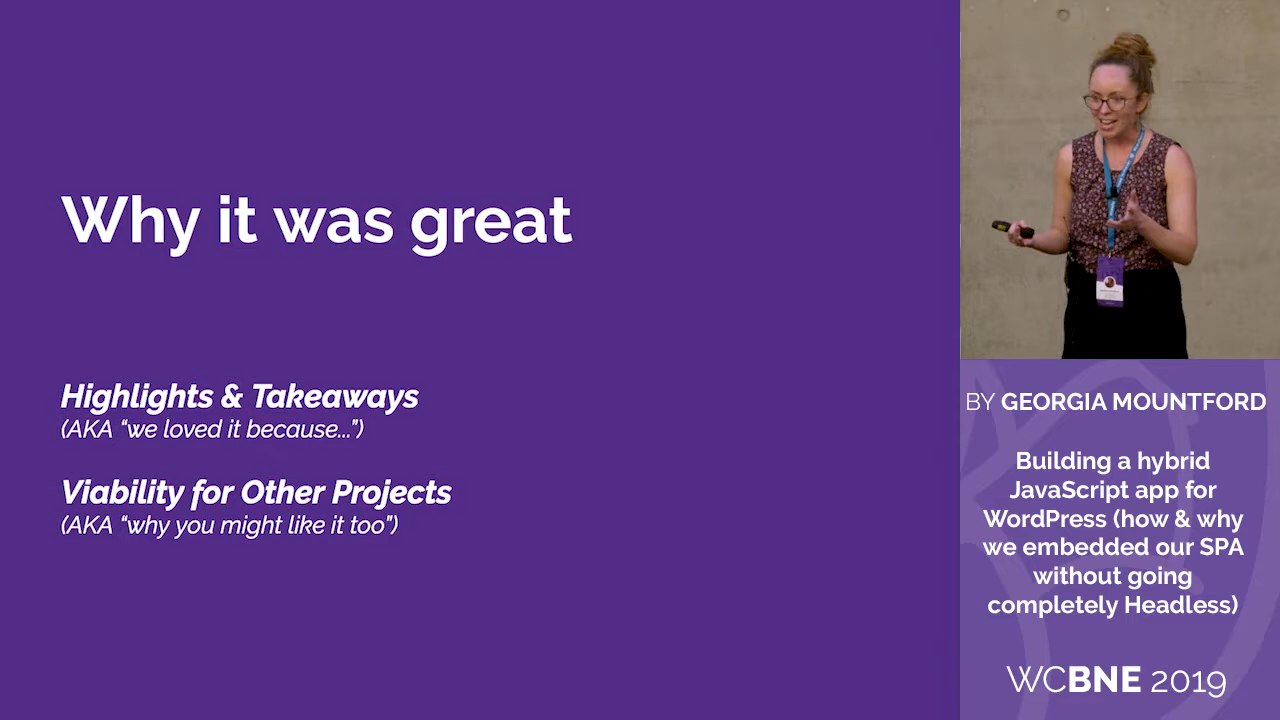 Why it was great
Highlights & Takeaways
(AKA “we loved it because...”)
Viability for Other Projects
(AKA “why you might like it too”)
BY GEORGIA MOUNTFORD
Building a hybrid
JavaScript app for
WordPress (how & why
we embedded our SPA
without going
completely Headless)
WCBNE 2019